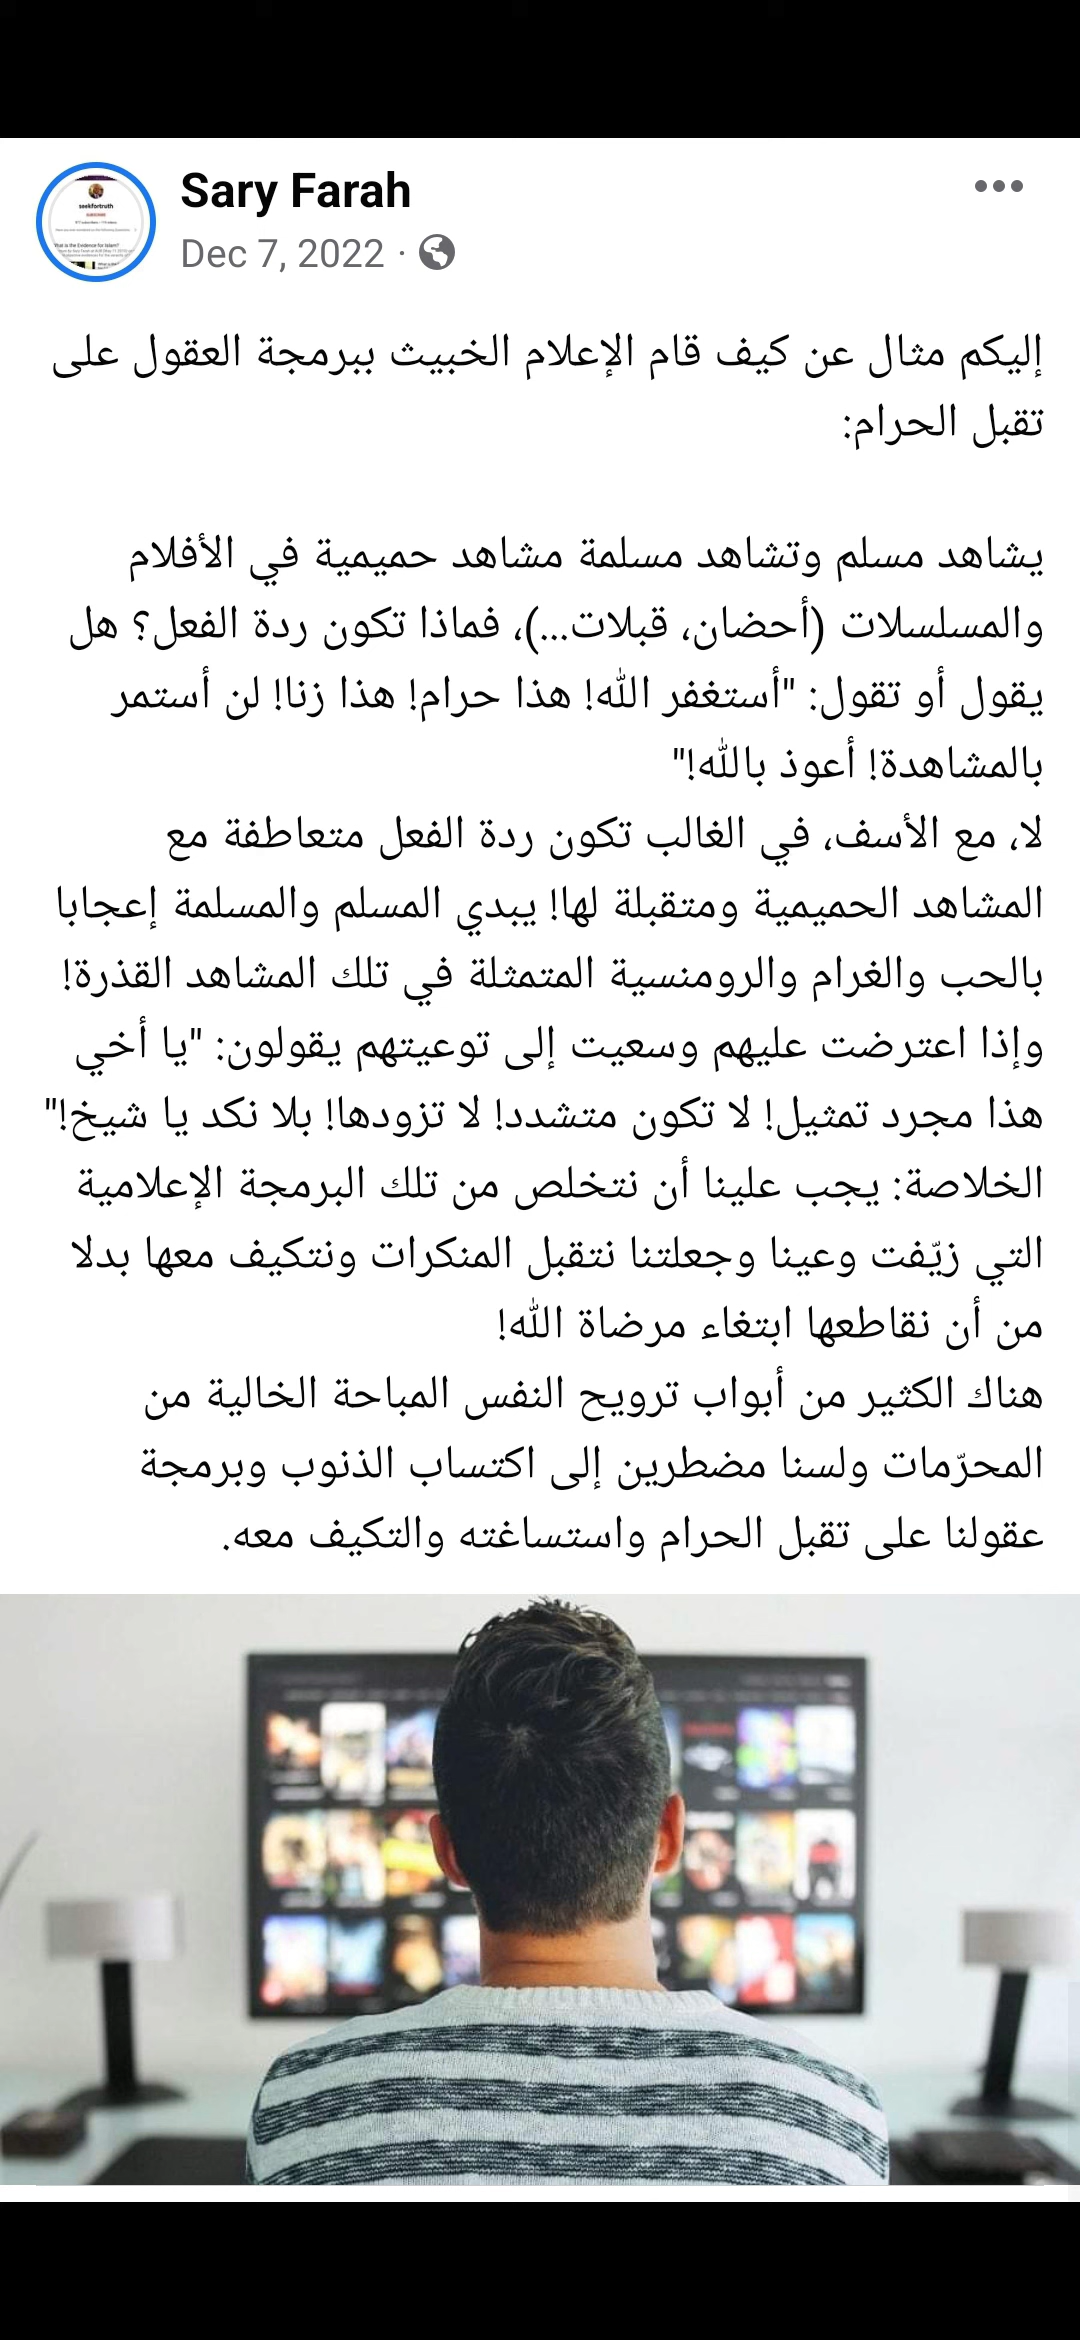 Sary Farah
Dec 7, 2022 ·
seekfortruth
إليكم مثال عن كيف قام الإعلام الخبيث ببرمجة العقول على
تقبل الحرام:
يشاهد مسلم وتشاهد مسلمة مشاهد حميمية في الأفلام
والمسلسلات (أحضان، قبلات...)، فماذا تكون ردة الفعل؟ هل
يقول أو تقول: "أستغفر الله! هذا حرام! هذا زنا! لن أستمر
بالمشاهدة! أعوذ بالله!"
لا، مع الأسف، في الغالب تكون ردة الفعل متعاطفة مع
المشاهد الحميمية ومتقبلة لها! يبدي المسلم والمسلمة إعجابا
بالحب والغرام والرومنسية المتمثلة في تلك المشاهد القذرة!
وإذا اعترضت عليهم وسعيت إلى توعيتهم يقولون: "يا أخي
هذا مجرد تمثيل! لا تكون متشدد! لا تزودها! بلا نكد يا شيخ!"
الخلاصة: يجب علينا أن نتخلص من تلك البرمجة الإعلامية
التي زيّفت وعينا وجعلتنا نتقبل المنكرات ونتكيف معها بدلا
من أن نقاطعها ابتغاء مرضاة الله!
هناك الكثير من أبواب ترويح النفس المباحة الخالية من
المحرّمات ولسنا مضطرين إلى اكتساب الذنوب وبرمجة
عقولنا على تقبل الحرام واستساغته والتكيف معه.